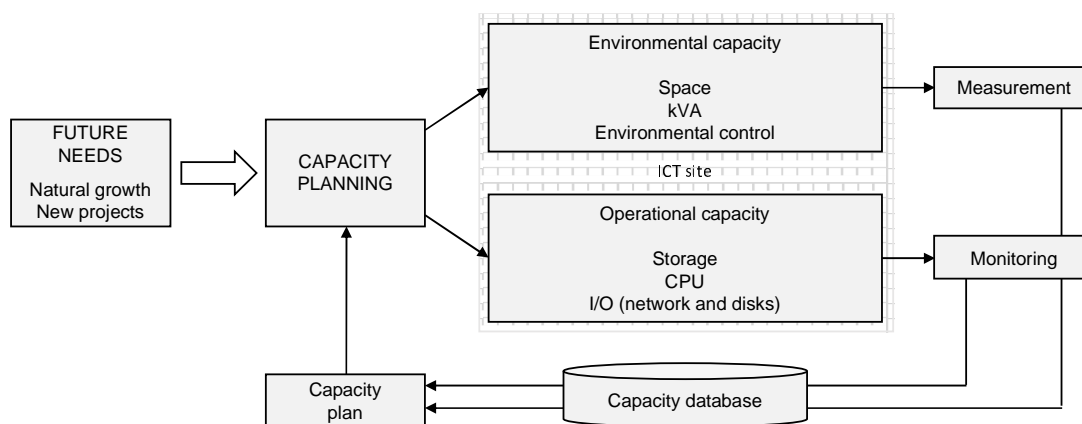 FUTURE
NEEDS
Natural growth
New projects
CAPACITY
PLANNING
Environmental capacity
Space
kVA
Environmental control
ICT site
Operational capacity
Storage
CPU
I/O (network and disks)
Measurement
Monitoring
Capacity
plan
Capacity database